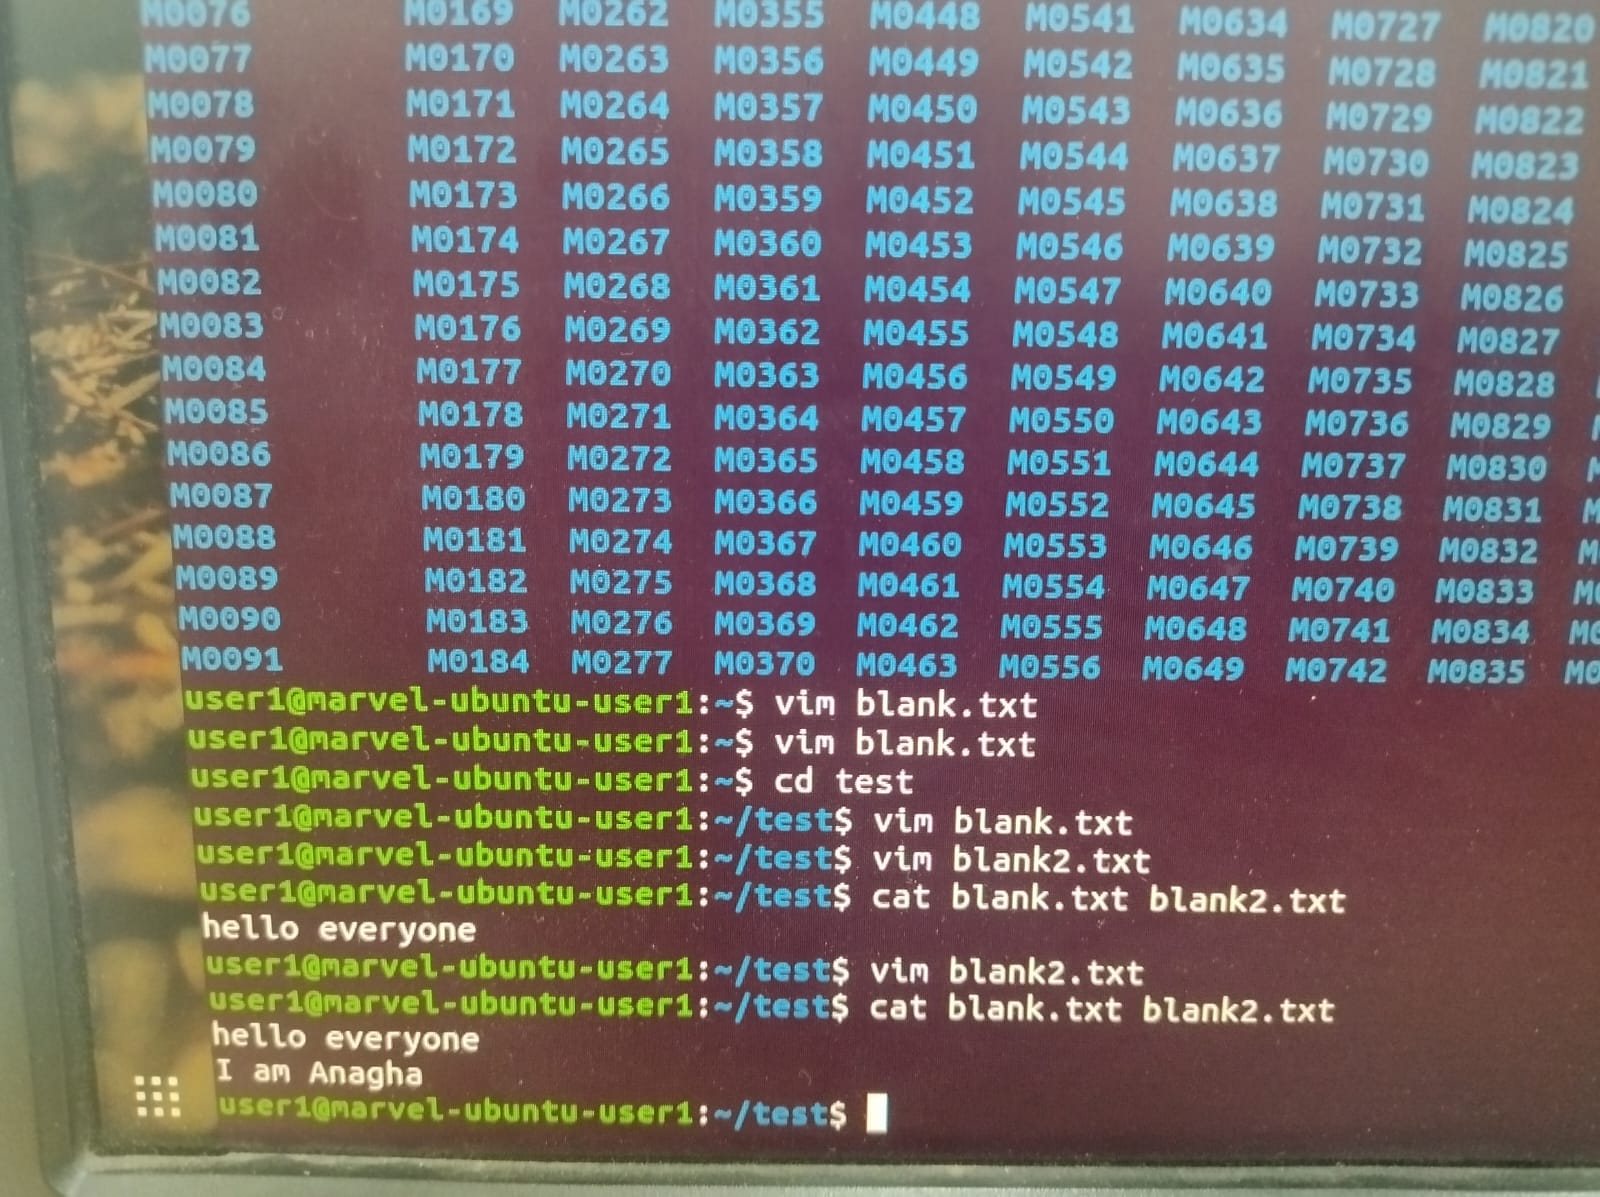 M0076 M0169 M0262 M0355 M0448 M0541 M0634 M0727 M0820
M0077 M0170 M0263 M0356 M0449 M0542 M0635 M0728 M0821
M0078 M0171 M0264 M0357 M0450 M0543 M0636 M0729 M0822
M0079 M0172 M0265 M0358 M0451 M0544 M0637 M0730 M0823
M0080 M0173 M0266 M0359 M0452 M0545 M0638 M0731 M0824
M0081 M0174 M0267 M0360 M0453 M0546 M0639 M0732 M0825
M0082 M0175 M0268 M0361 M0454 M0547 M0640 M0733 M0826
M0083 M0176 M0269 M0362 M0455 M0548 M0641 M0734 M0827
M0084 M0177 M0270 M0363 M0456 M0549 M0642 M0735 M0828
M0085 M0178 M0271 M0364 M0457 M0550 M0643 M0736 M0829
M0086 M0179 M0272 M0365 M0458 M0551 M0644 M0737 M0830
M0087 M0180 M0273 M0366 M0459 M0552 M0645 M0738 M0831
M0088 M0181 M0274 M0367 M0460 M0553 M0646 M0739 M0832
M0089 M0182 M0275 M0368 M0461 M0554 M0647 M0740 M0833
M0090 M0183 M0276 M0369 M0462 M0555 M0648 M0741 M0834
M0091 M0184 M0277 M0370 M0463 M0556 M0649 M0742 M0835
user1@marvel-ubuntu-user1:~$ vim blank.txt
user1@marvel-ubuntu-user1:~$ vim blank.txt
user1@marvel-ubuntu-user1:~$ cd test
user1@marvel-ubuntu-user1:~/test$ vim blank.txt
user1@marvel-ubuntu-user1:~/test$ vim blank2.txt
user1@marvel-ubuntu-user1:~/test$ cat blank.txt blank2.txt
hello everyone
user1@marvel-ubuntu-user1:~/test$ vim blank2.txt
user1@marvel-ubuntu-user1:~/test$ cat blank.txt blank2.txt
hello everyone
I am Anagha
user1@marvel-ubuntu-user1:~/test$